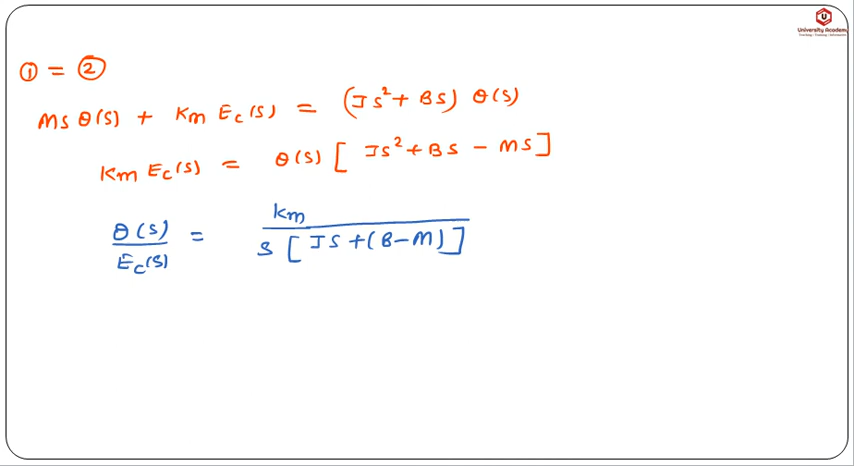 University Academy
① = ②
Ms θ(s) + Km Ec(s) = (Js² + Bs) θ(s)
Km Ec(s) = θ(s) [ Js² + Bs - Ms ]
θ(s) / Ec(s) = Km / s [ Js + (B - M) ]